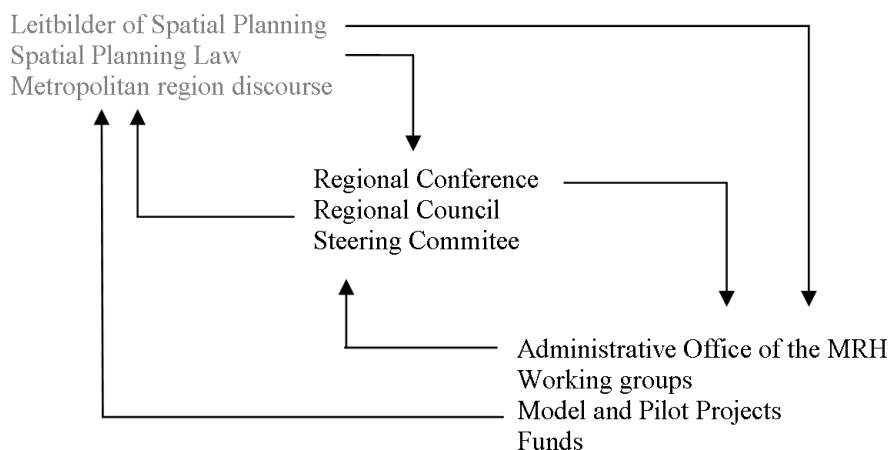 Leitbilder of Spatial Planning
Spatial Planning Law
Metropolitan region discourse
Regional Conference
Regional Council
Steering Commitee
Administrative Office of the MRH
Working groups
Model and Pilot Projects
Funds